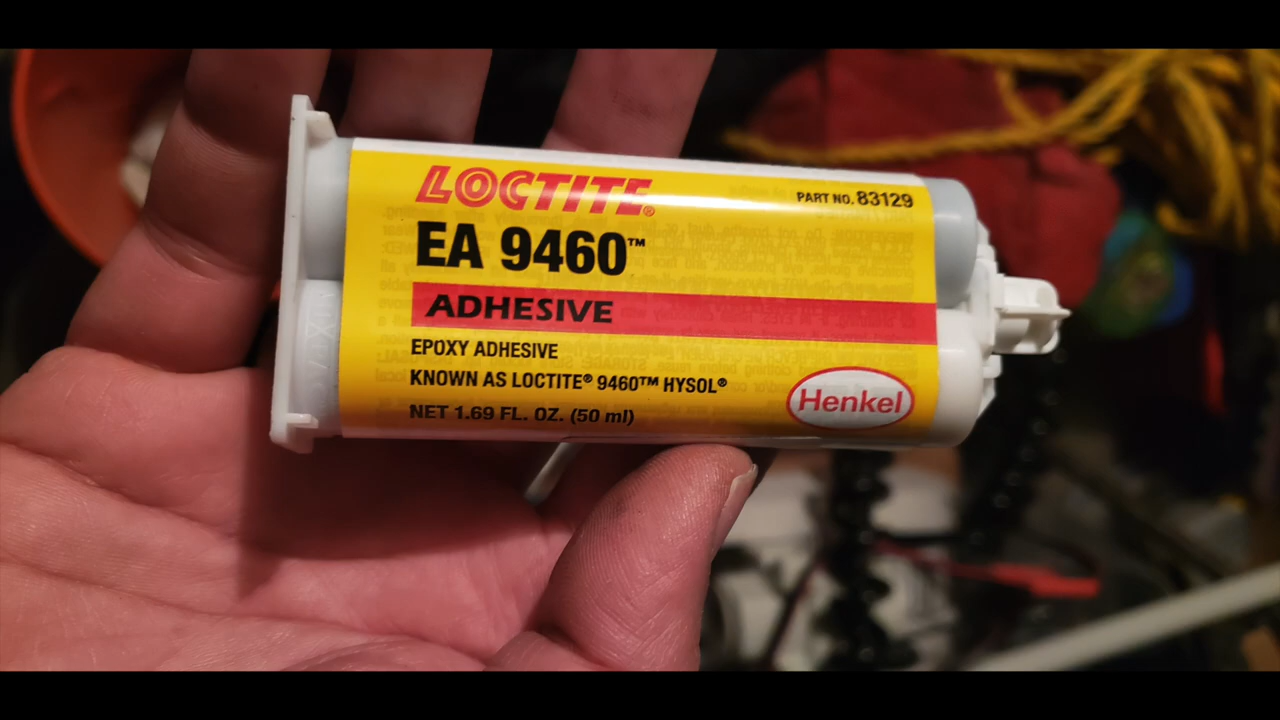 LOCTITE®
PART NO. 83129
EA 9460™
ADHESIVE
EPOXY ADHESIVE
KNOWN AS LOCTITE® 9460™ HYSOL®
Henkel
NET 1.69 FL. OZ. (50 ml)